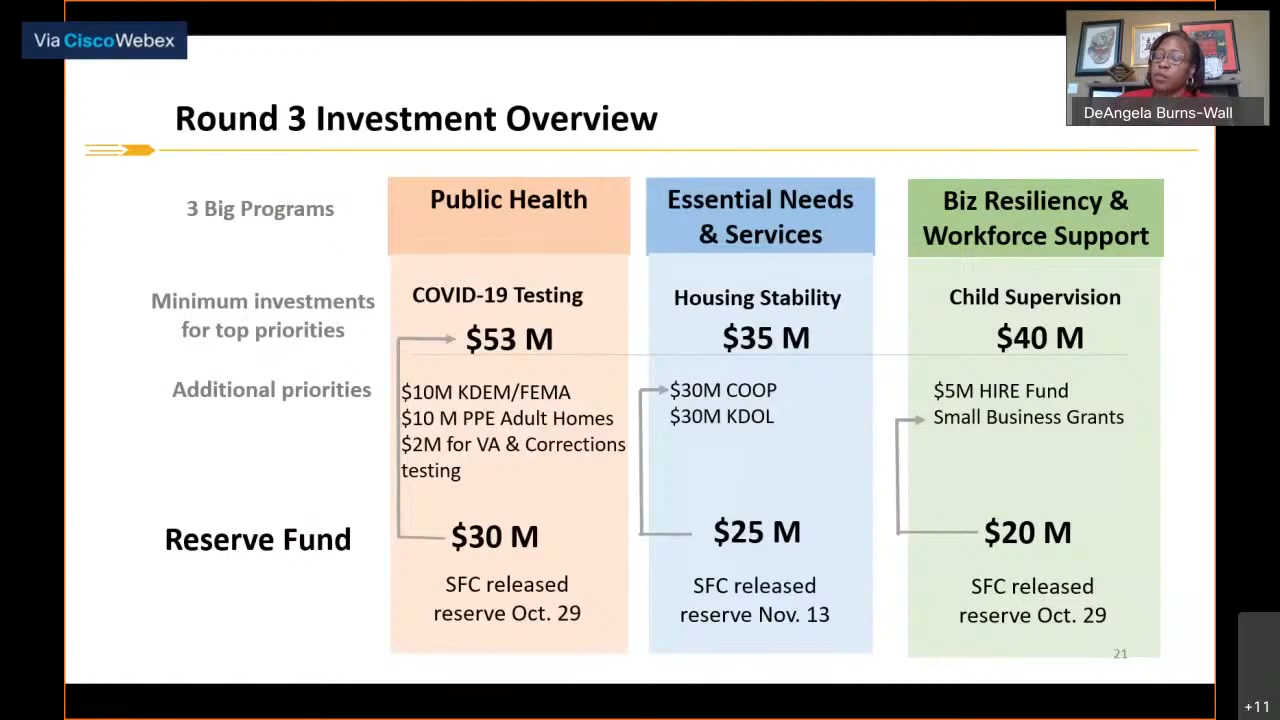 Via CiscoWebex
DeAngela Burns-Wall
Round 3 Investment Overview
3 Big Programs
Public Health
Essential Needs
& Services
Biz Resiliency &
Workforce Support
Minimum investments
for top priorities
COVID-19 Testing
$53 M
Housing Stability
$35 M
Child Supervision
$40 M
Additional priorities
$10M KDEM/FEMA
$10 M PPE Adult Homes
$2M for VA & Corrections
testing
$30M COOP
$30M KDOL
$5M HIRE Fund
Small Business Grants
Reserve Fund
$30 M
SFC released
reserve Oct. 29
$25 M
SFC released
reserve Nov. 13
$20 M
SFC released
reserve Oct. 29
21
+11